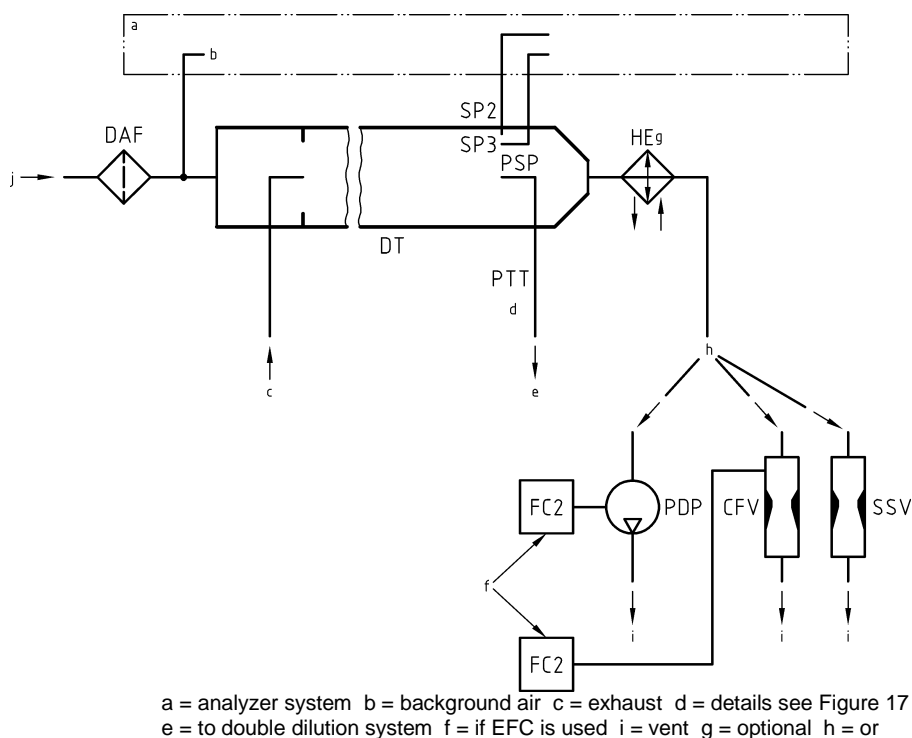 a
b
SP2
DAF
SP3
HEg
PSP
j
DT
PTT
d
h
c
e
FC2
PDP
CFV
SSV
f
i
i
i
FC2
a = analyzer system b = background air c = exhaust d = details see Figure 17
e = to double dilution system f = if EFC is used i = vent g = optional h = or